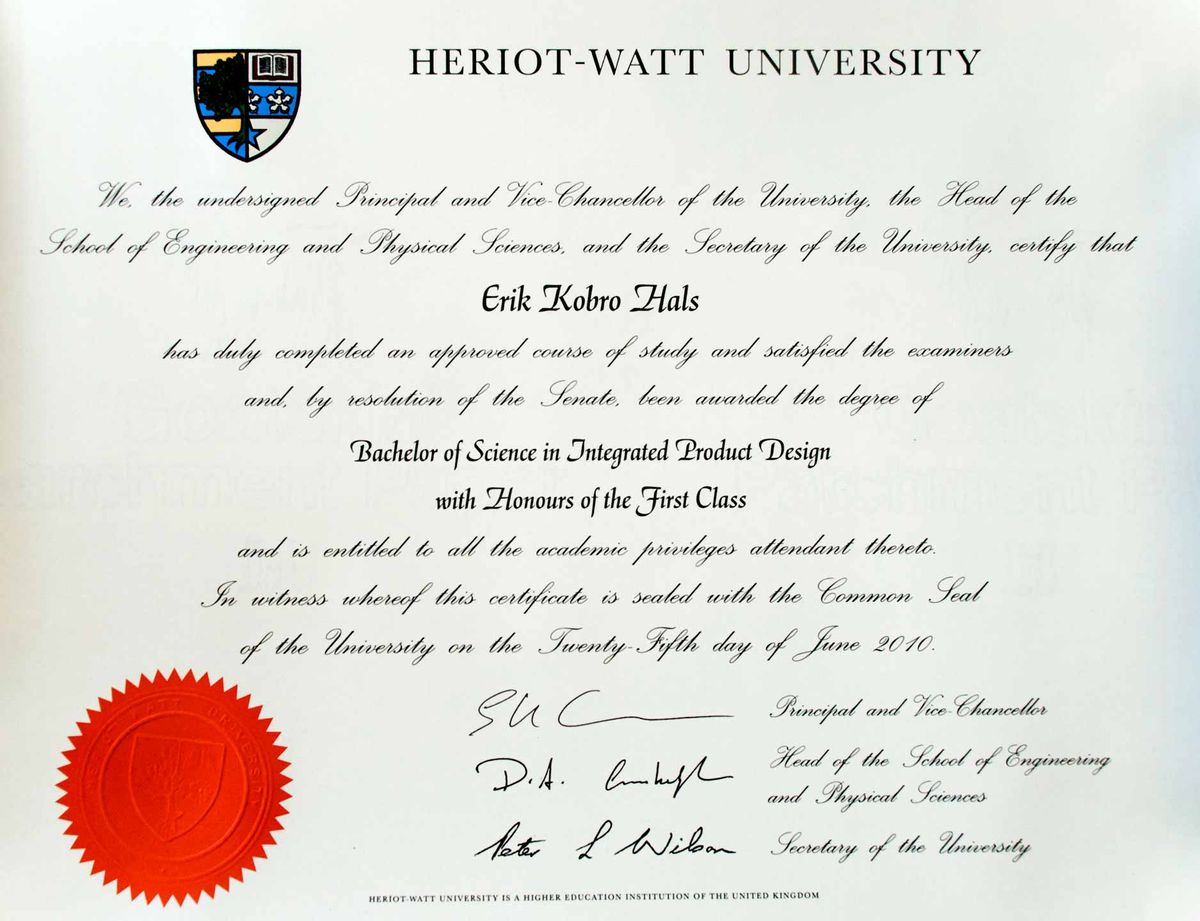 HERIOT-WATT UNIVERSITY
We, the undersigned Principal and Vice-Chancellor of the University, the Head of the
School of Engineering and Physical Sciences, and the Secretary of the University, certify that
Erik Kobro Hals
has duly completed an approved course of study and satisfied the examiners
and, by resolution of the Senate, been awarded the degree of
Bachelor of Science in Integrated Product Design
with Honours of the First Class
and is entitled to all the academic privileges attendant thereto.
In witness whereof this certificate is sealed with the Common Seal
of the University on the Twenty-Fifth day of June 2010.
Principal and Vice-Chancellor
D.A.
Head of the School of Engineering
and Physical Sciences
Peter L Wilson
Secretary of the University
WATT UNIVERSITY
HERIOT-WATT UNIVERSITY IS A HIGHER EDUCATION INSTITUTION OF THE UNITED KINGDOM